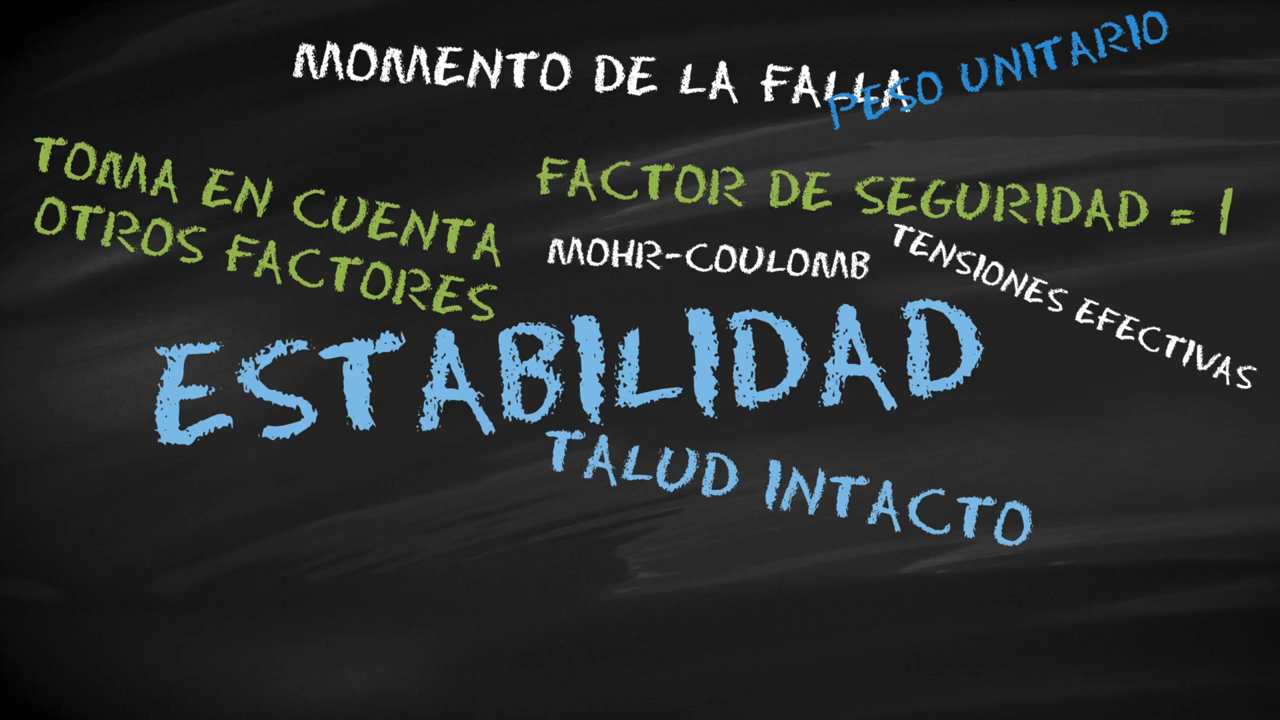 MOMENTO DE LA FALLA
PESO UNITARIO
TOMA EN CUENTA
OTROS FACTORES
FACTOR DE SEGURIDAD = 1
MOHR-COULOMB
TENSIONES EFECTIVAS
ESTABILIDAD
TALUD INTACTO